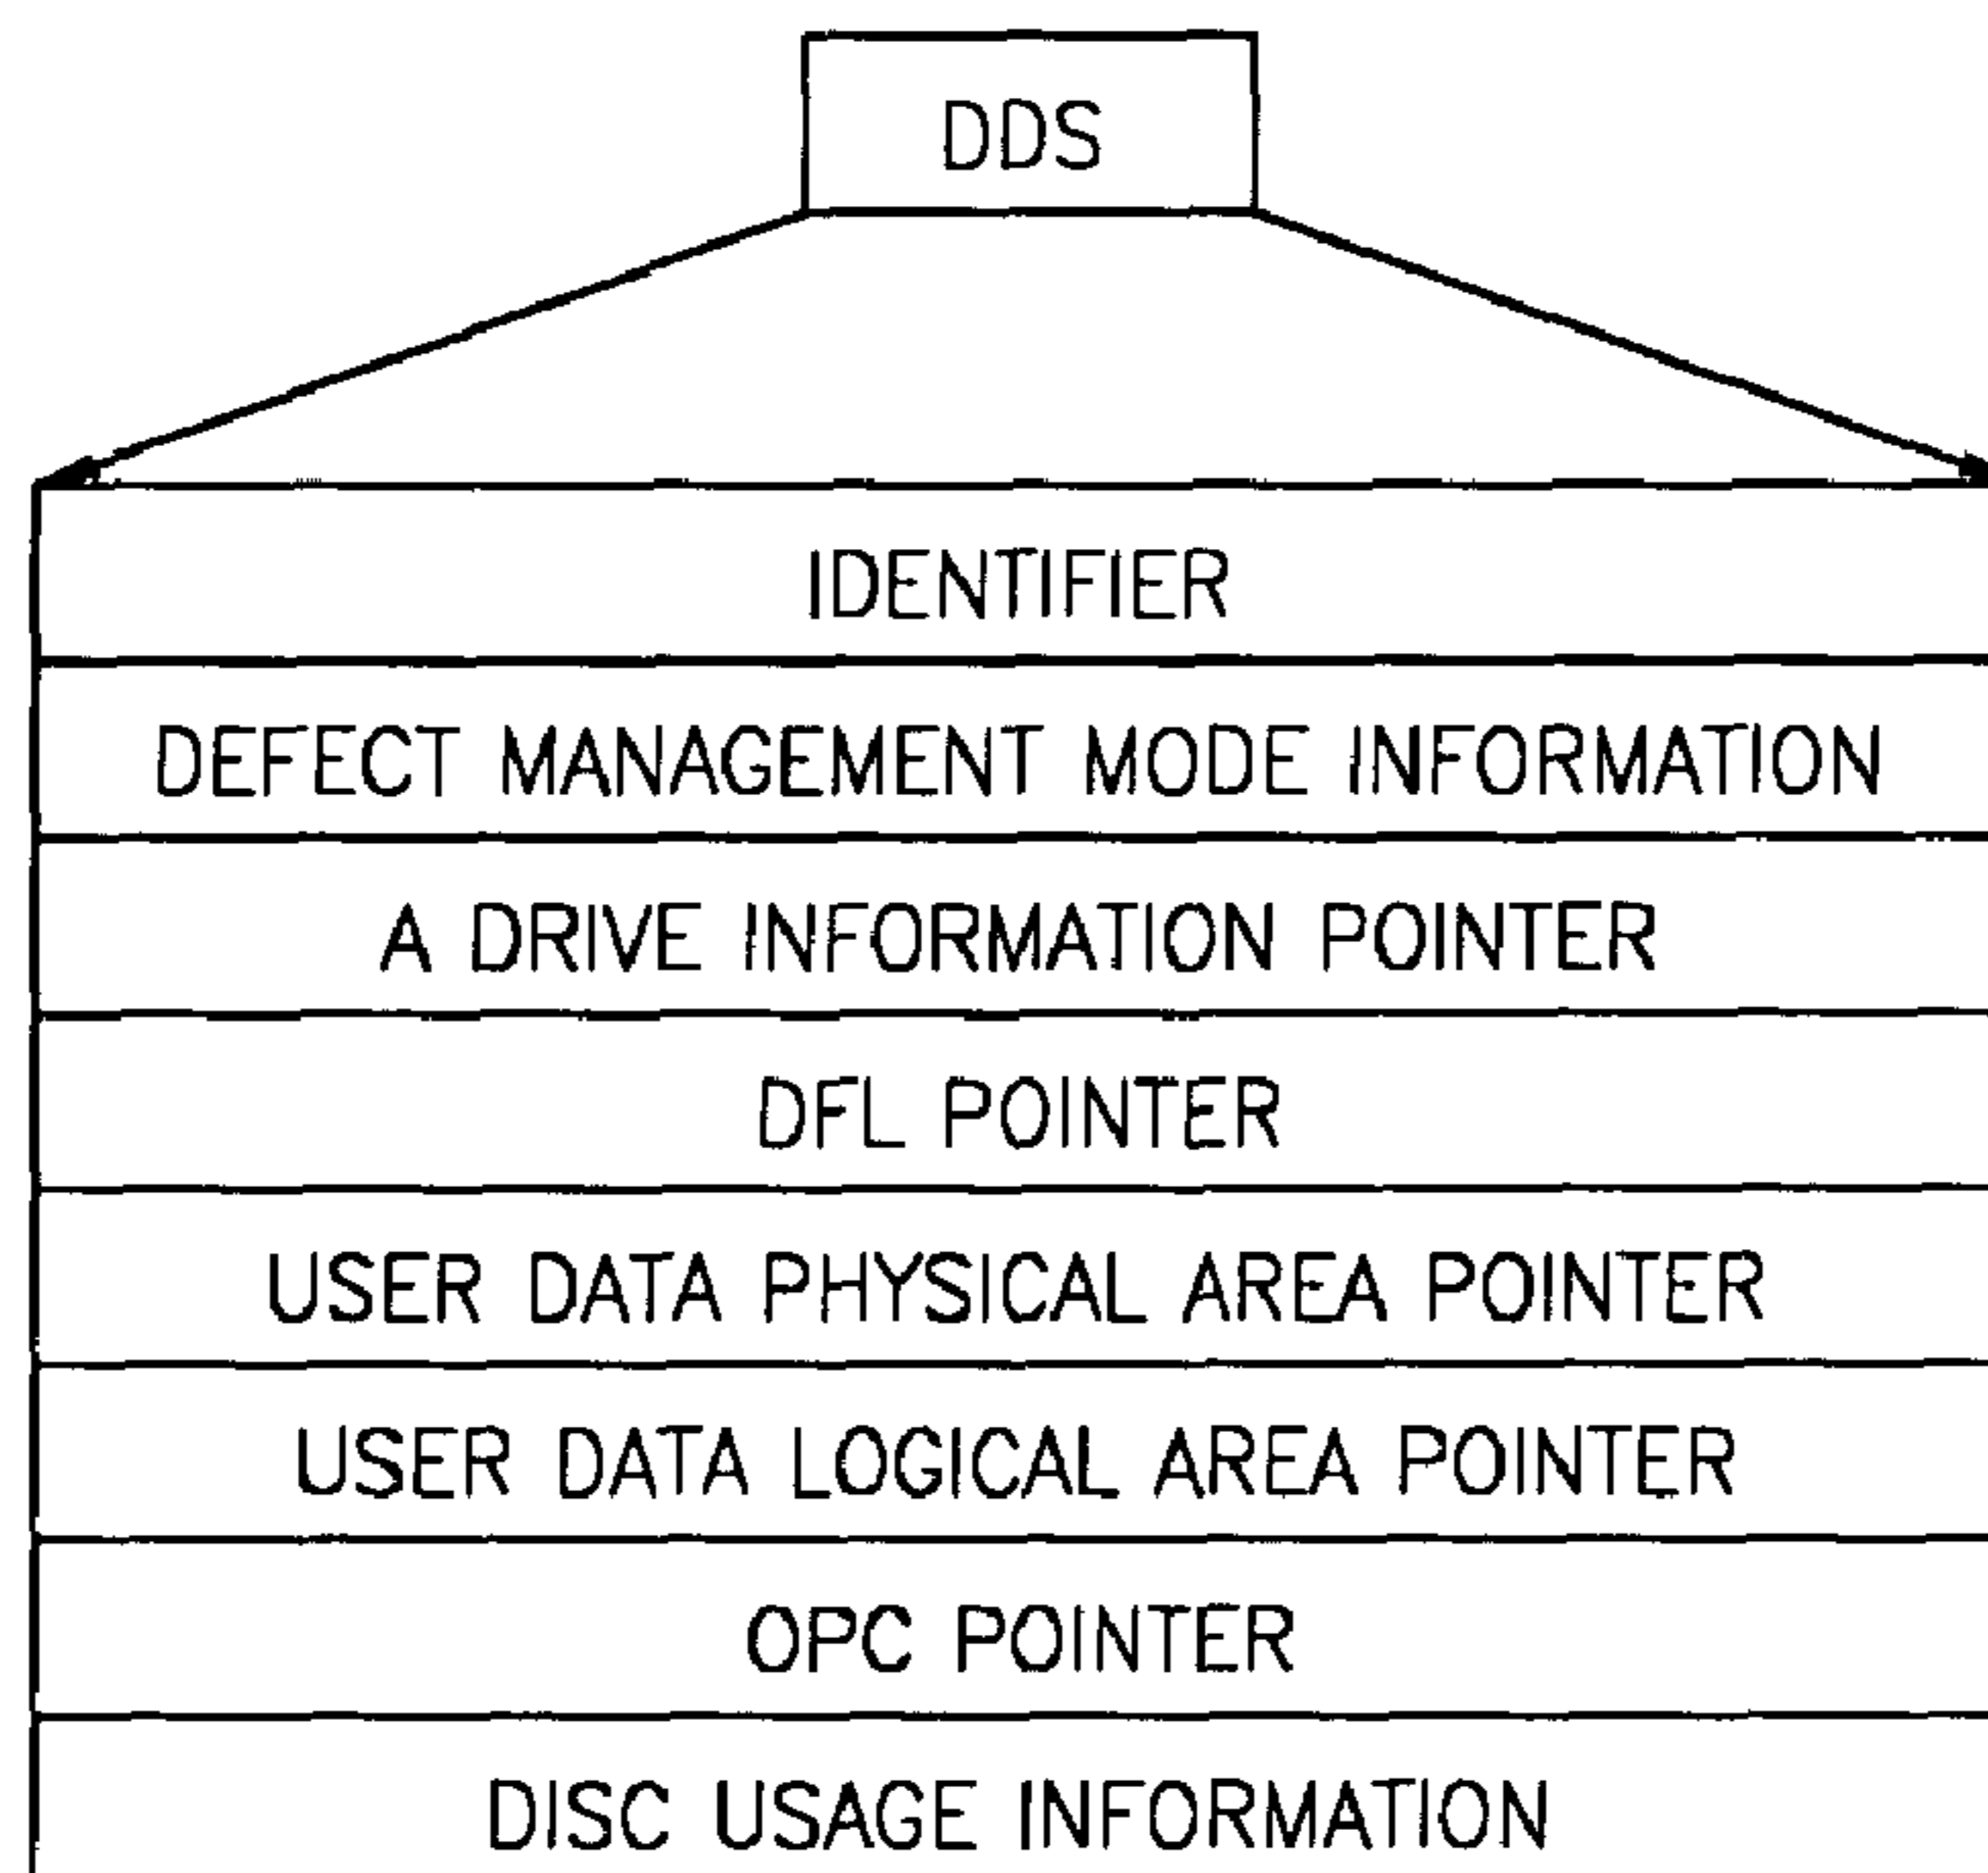 DDS
IDENTIFIER
DEFECT MANAGEMENT MODE INFORMATION
A DRIVE INFORMATION POINTER
DFL POINTER
USER DATA PHYSICAL AREA POINTER
USER DATA LOGICAL AREA POINTER
OPC POINTER
DISC USAGE INFORMATION